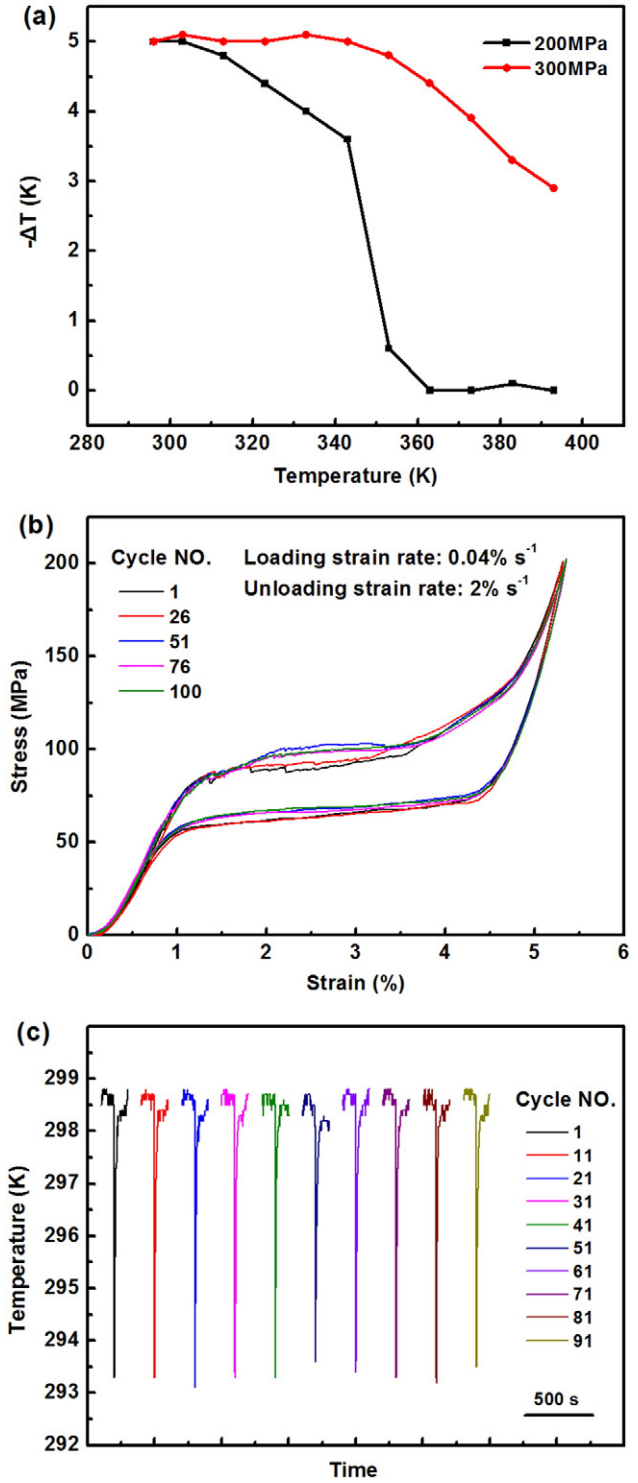 (a)
5
4
3
2
1
0
-ΔT (K)
200MPa
300MPa
280 300 320 340 360 380 400
Temperature (K)
(b)
200
150
100
50
0
Stress (MPa)
Cycle NO.
1
26
51
76
100
Loading strain rate: 0.04% s⁻¹
Unloading strain rate: 2% s⁻¹
0 1 2 3 4 5 6
Strain (%)
(c)
299
298
297
296
295
294
293
292
Temperature (K)
Cycle NO.
1
11
21
31
41
51
61
71
81
91
500 s
Time